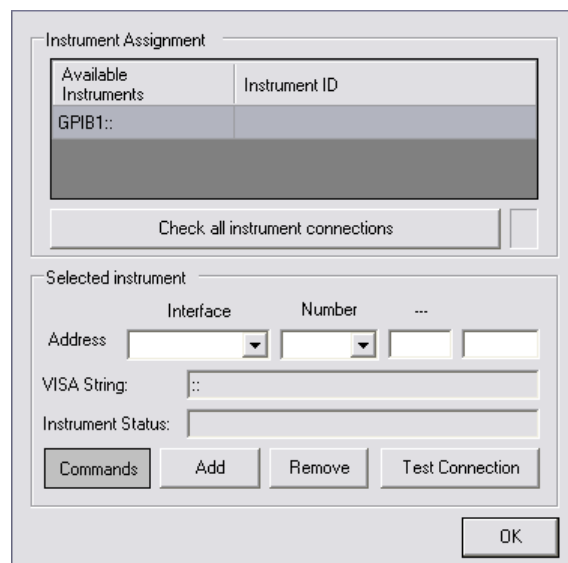 Instrument Assignment
Available
Instruments
Instrument ID
GPIB1::
Check all instrument connections
Selected instrument
Interface Number ---
Address
VISA String: ::
Instrument Status:
Commands Add Remove Test Connection
OK